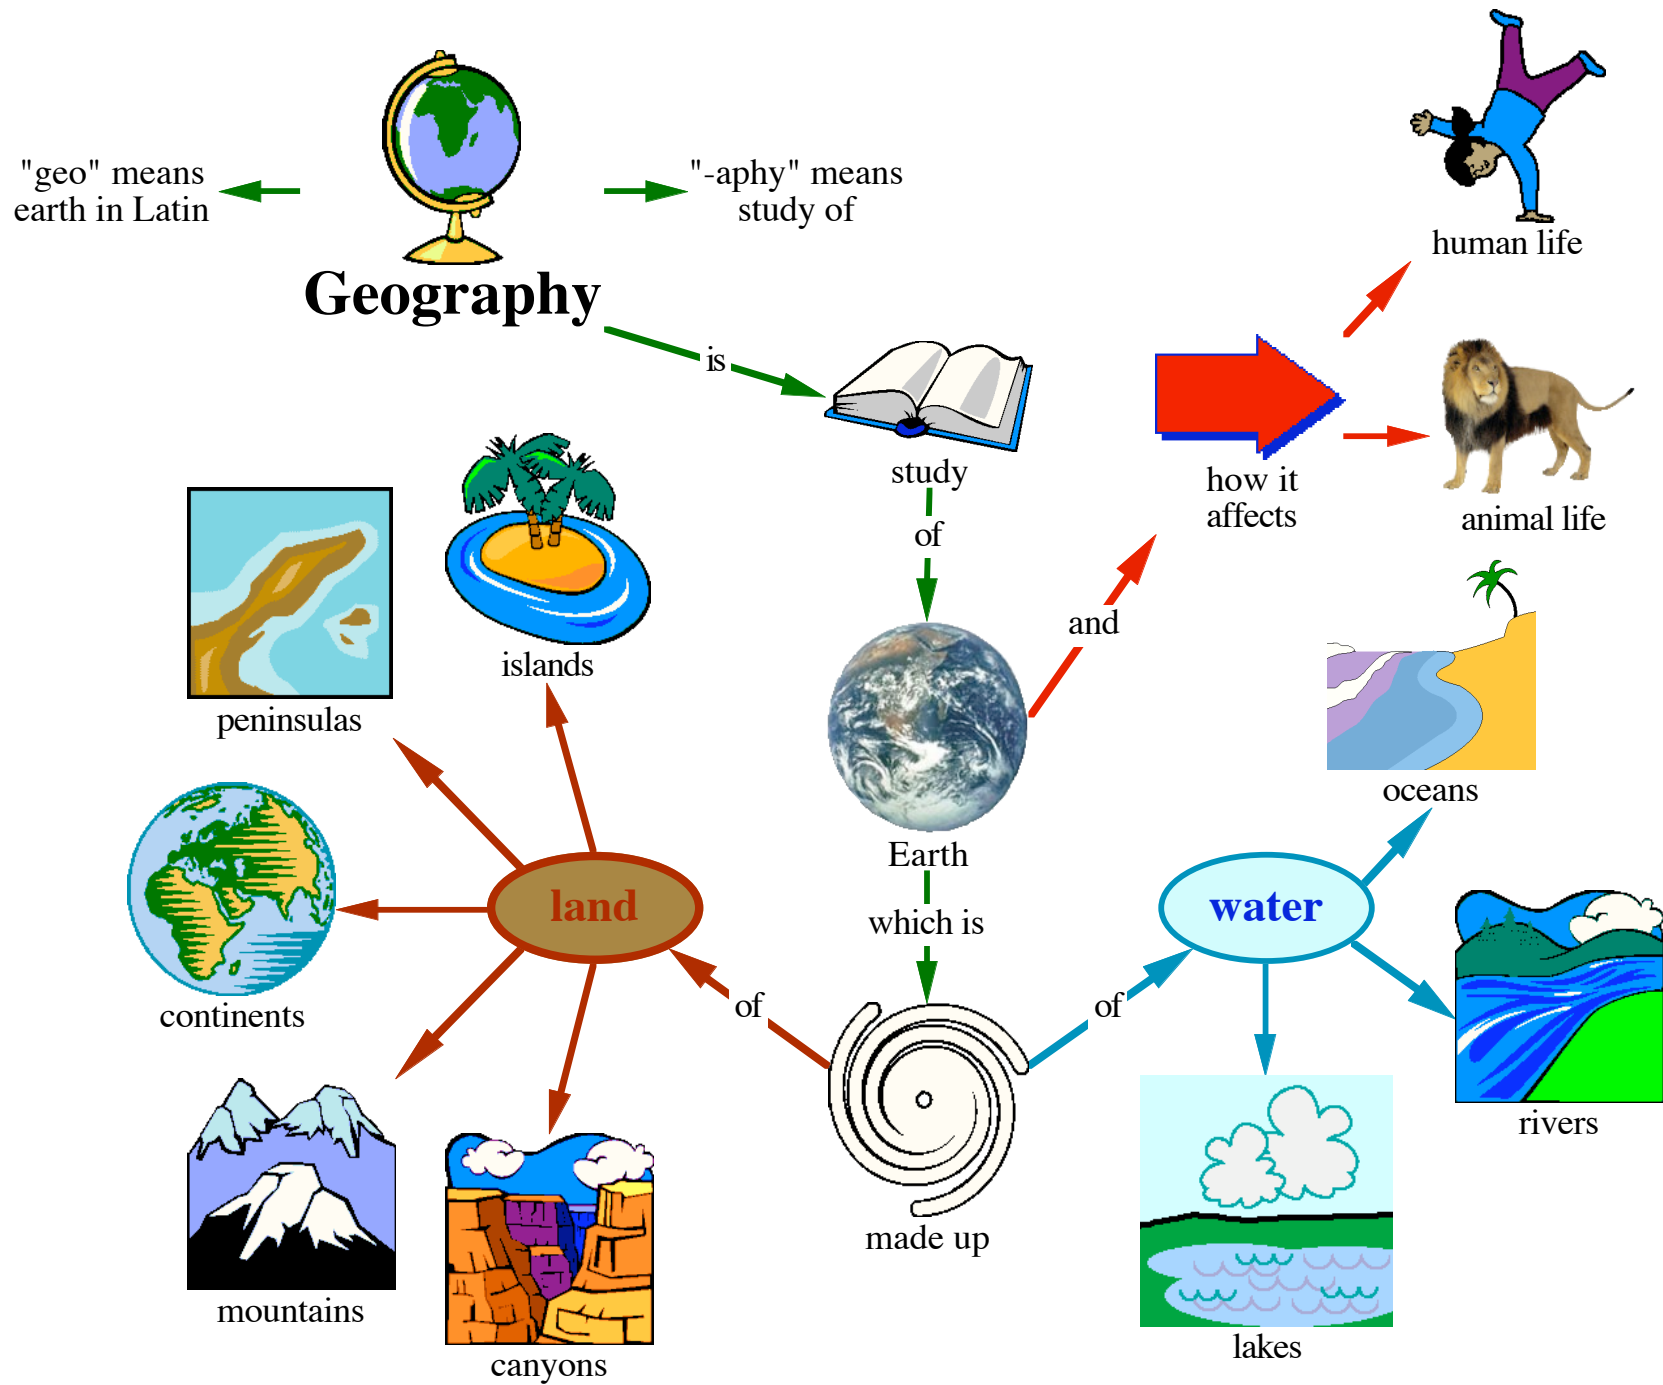 "geo" means
earth in Latin
"-aphy" means
study of
Geography
is
study
of
Earth
and
how it
affects
human life
animal life
which is
made up
of
land
islands
peninsulas
continents
mountains
canyons
of
water
oceans
rivers
lakes